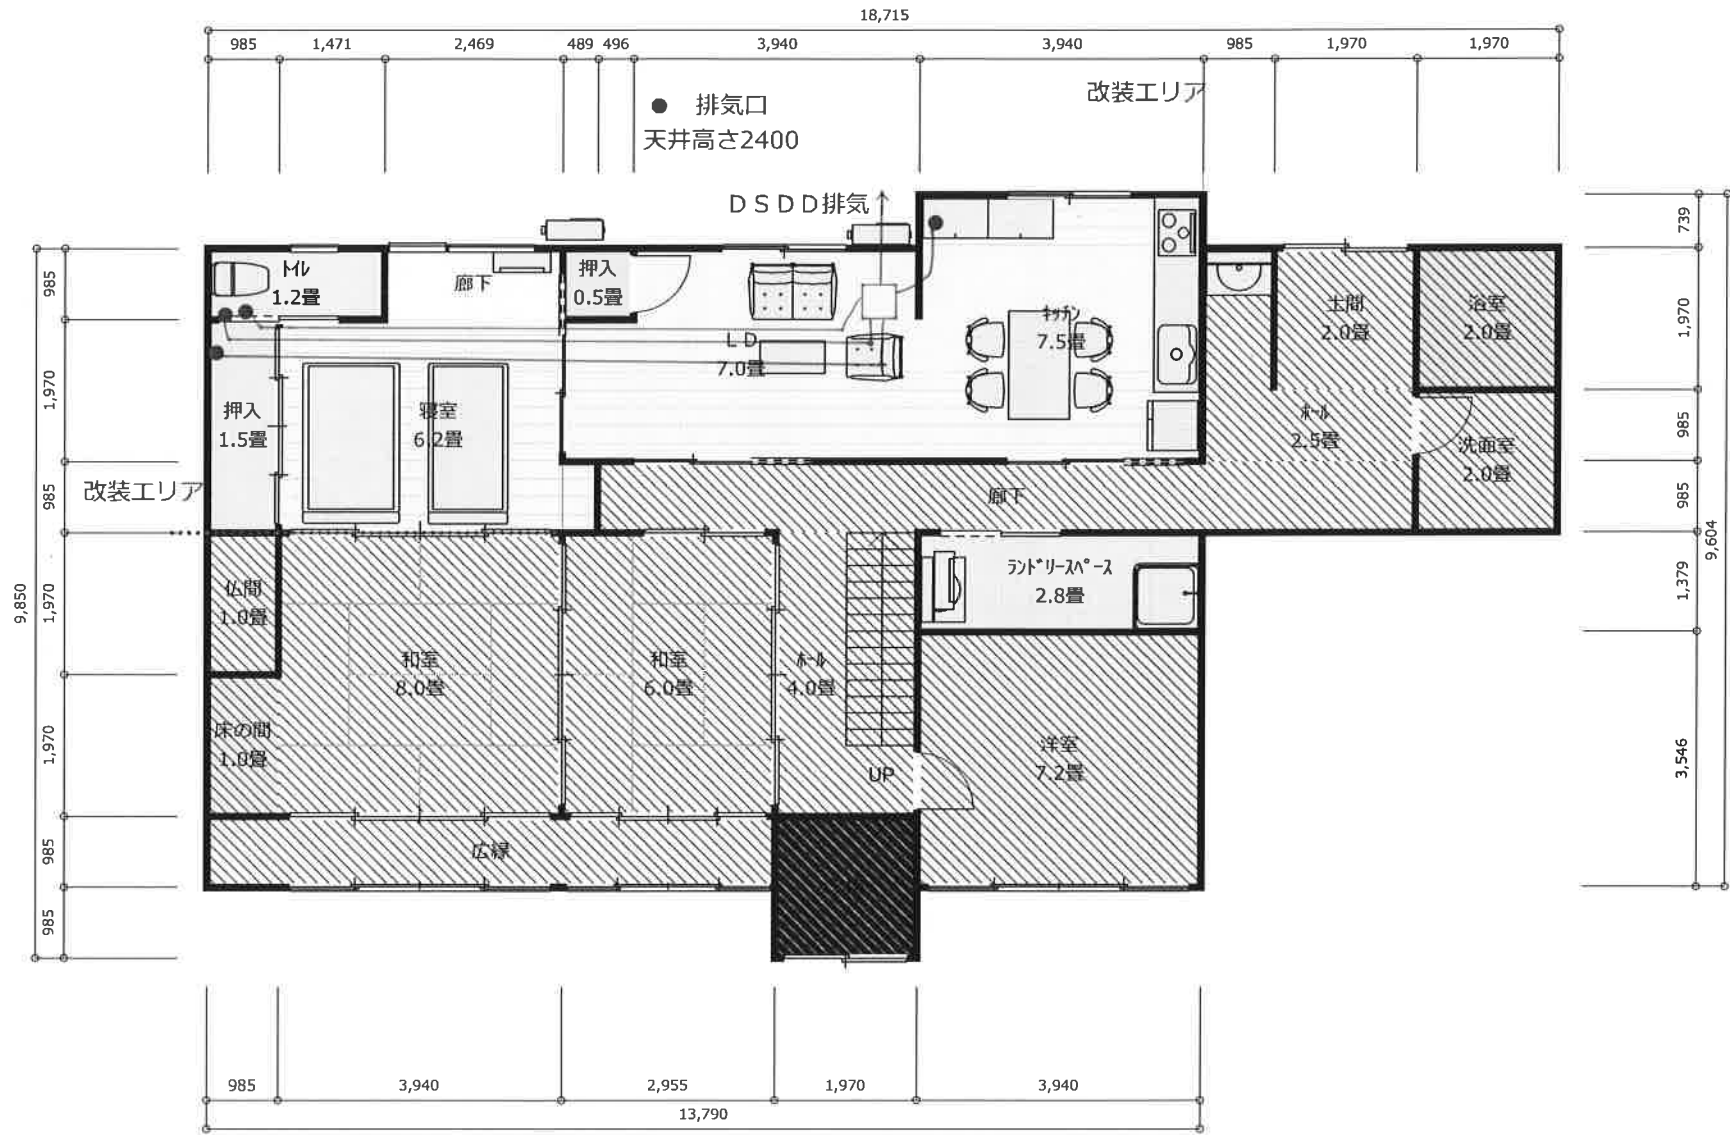 18,715
985 1,471 2,469 489 496 3,940 3,940 985 1,970 1,970
改装エリア
● 排気口
天井高さ2400
DSDD排気
トイレ
1.2畳
廊下
押入
0.5畳
LD
7.0畳
キッチン
7.5畳
土間
2.0畳
浴室
2.0畳
押入
1.5畳
寝室
6.2畳
ホール
2.5畳
洗面室
2.0畳
改装エリア
廊下
仏間
1.0畳
和室
8.0畳
和室
6.0畳
ホール
4.0畳
ランドリースペース
2.8畳
床の間
1.0畳
UP
洋室
7.2畳
広縁
9,850
985
1,970
985
1,970
1,970
985
985
739
1,970
985
985
1,379
3,546
9,604
985 3,940 2,955 1,970 3,940
13,790